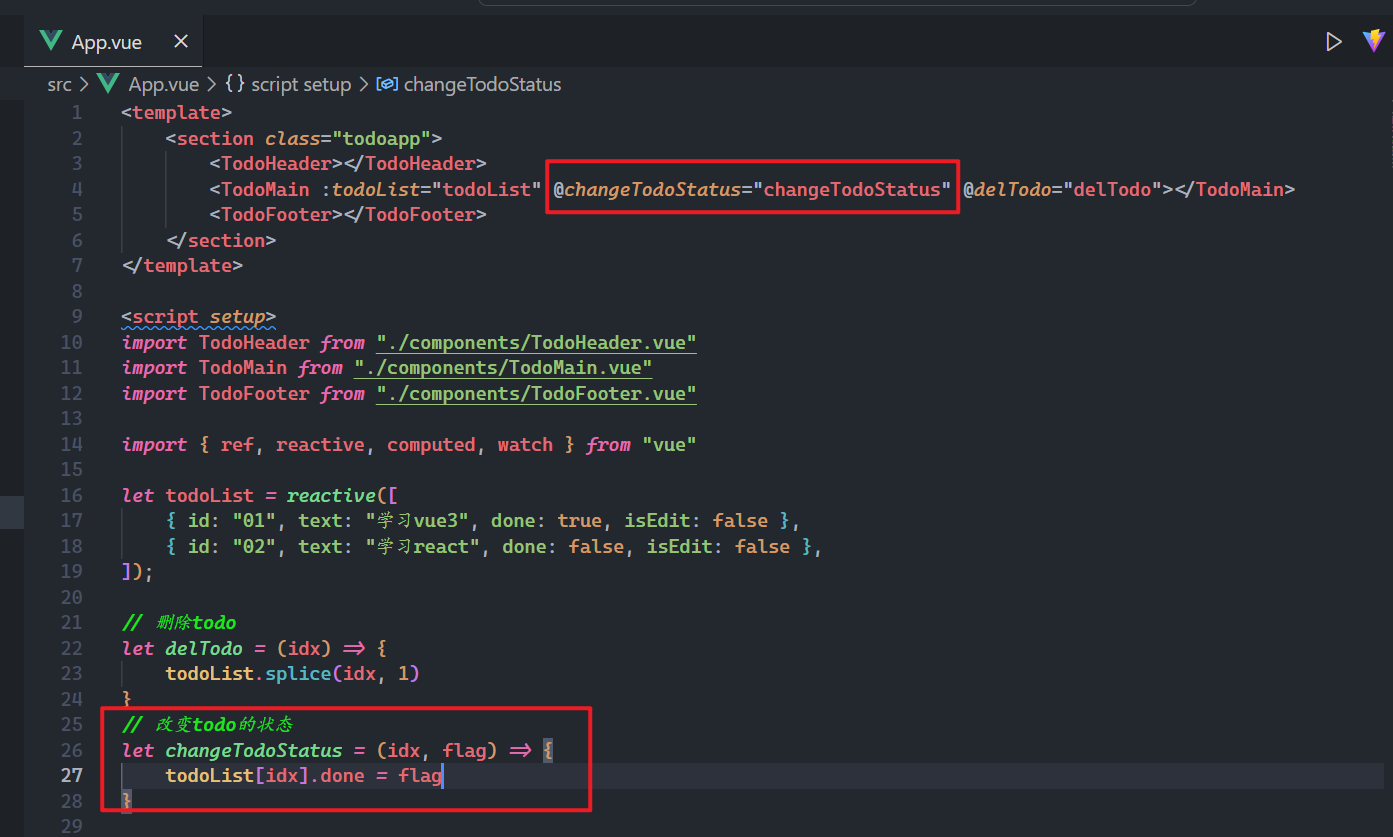 App.vue
src > App.vue > {} script setup > changeTodoStatus
1 <template>
2 <section class="todoapp">
3 <TodoHeader></TodoHeader>
4 <TodoMain :todoList="todoList" @changeTodoStatus="changeTodoStatus" @delTodo="delTodo"></TodoMain>
5 <TodoFooter></TodoFooter>
6 </section>
7 </template>
8
9 <script setup>
10 import TodoHeader from "./components/TodoHeader.vue"
11 import TodoMain from "./components/TodoMain.vue"
12 import TodoFooter from "./components/TodoFooter.vue"
13
14 import { ref, reactive, computed, watch } from "vue"
15
16 let todoList = reactive([
17 { id: "01", text: "学习vue3", done: true, isEdit: false },
18 { id: "02", text: "学习react", done: false, isEdit: false },
19 ]);
20
21 // 删除todo
22 let delTodo = (idx) => {
23 todoList.splice(idx, 1)
24 }
25 // 改变todo的状态
26 let changeTodoStatus = (idx, flag) => {
27 todoList[idx].done = flag
28 }
29